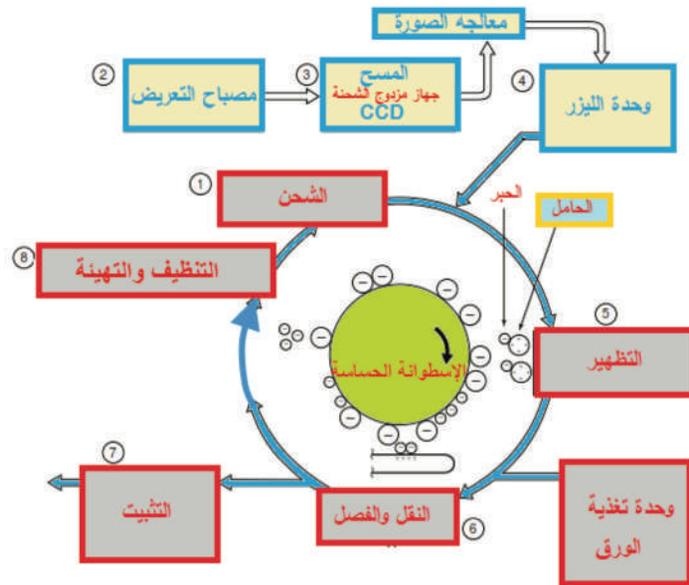 معالجه الصورة
②
مصباح التعريض
③
المسح
جهاز مزدوج الشحنة
CCD
④
وحدة الليزر
①
الشحن
الحبر
الحامل
⑧
التنظيف والتهيئة
⑤
التظهير
الإسطوانة الحساسة
⑦
التثبيت
النقل والفصل
⑥
وحدة تغذية
الورق